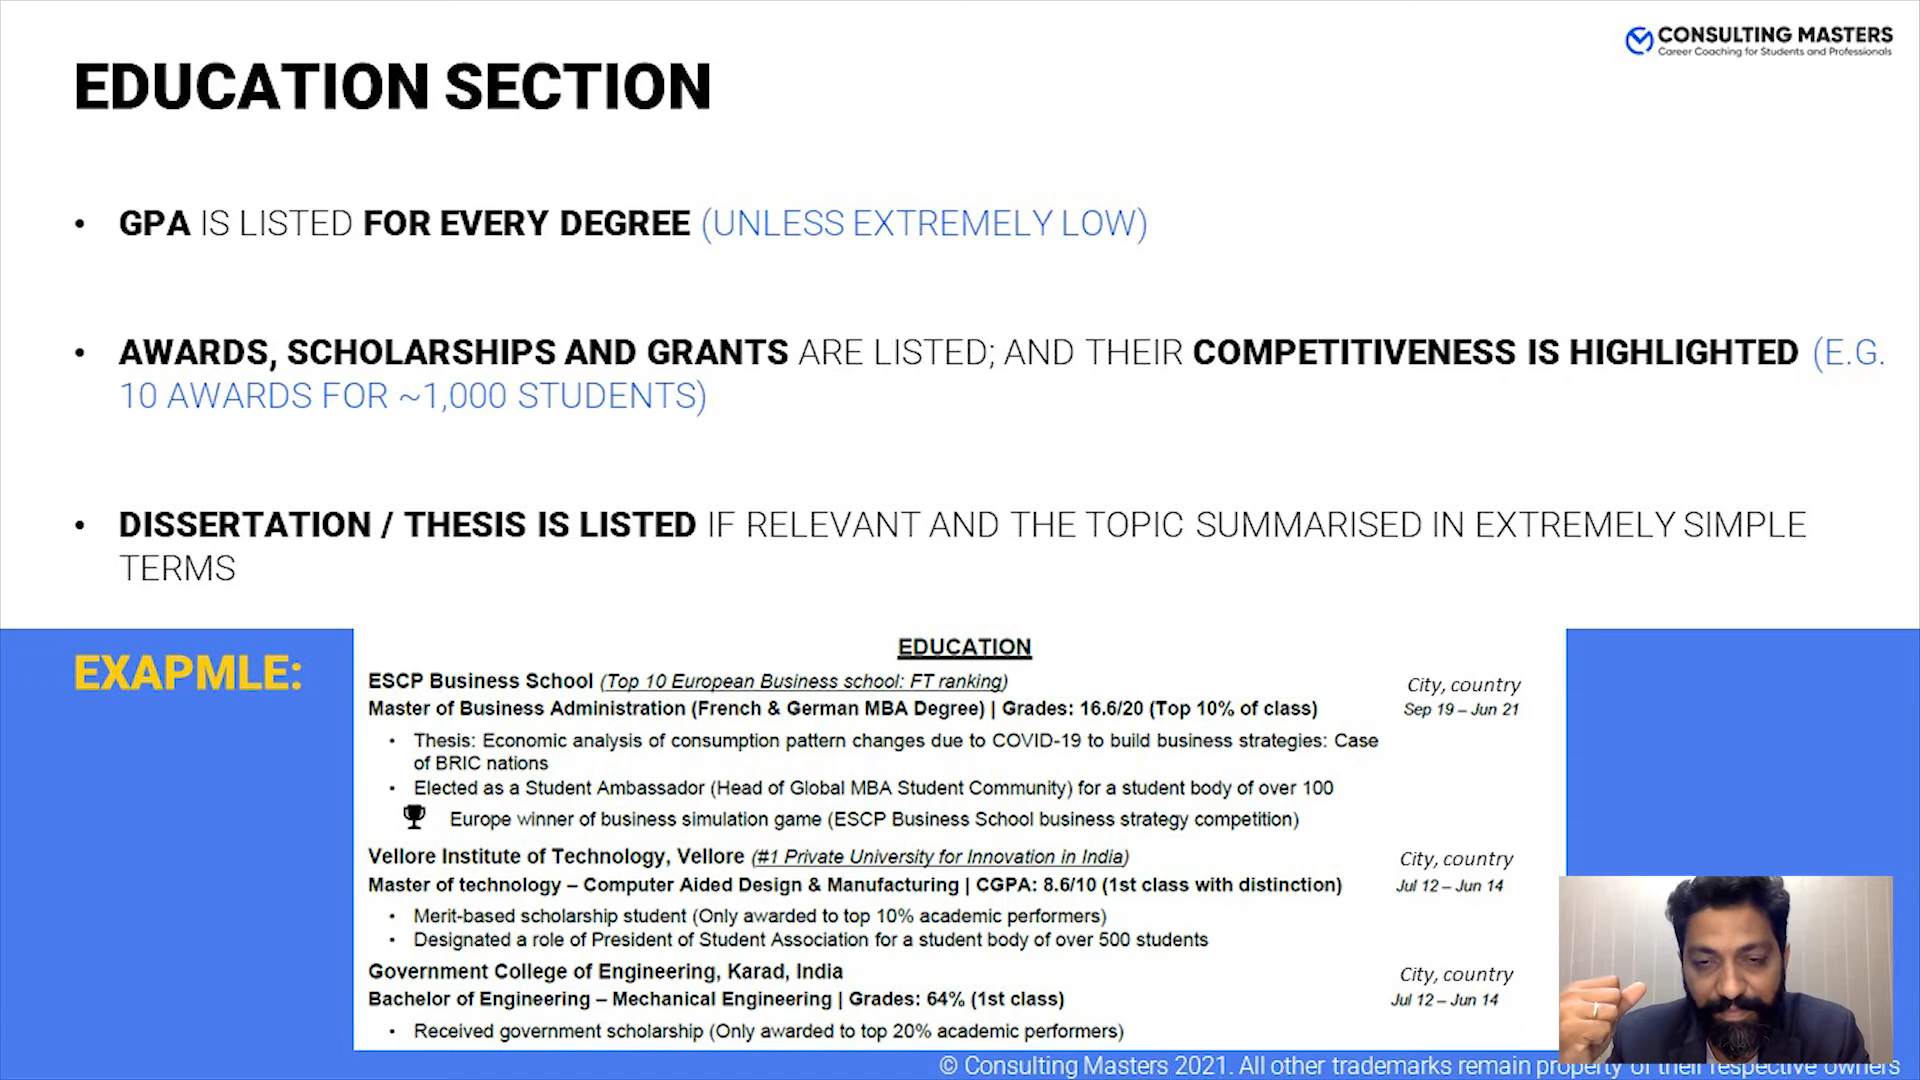 CONSULTING MASTERS
Career Coaching for Students and Professionals
EDUCATION SECTION
• GPA IS LISTED FOR EVERY DEGREE (UNLESS EXTREMELY LOW)
• AWARDS, SCHOLARSHIPS AND GRANTS ARE LISTED; AND THEIR COMPETITIVENESS IS HIGHLIGHTED (E.G.
10 AWARDS FOR ~1,000 STUDENTS)
• DISSERTATION / THESIS IS LISTED IF RELEVANT AND THE TOPIC SUMMARISED IN EXTREMELY SIMPLE
TERMS
EXAPMLE:
EDUCATION
ESCP Business School (Top 10 European Business school: FT ranking) City, country
Master of Business Administration (French & German MBA Degree) | Grades: 16.6/20 (Top 10% of class) Sep 19 – Jun 21
• Thesis: Economic analysis of consumption pattern changes due to COVID-19 to build business strategies: Case
of BRIC nations
• Elected as a Student Ambassador (Head of Global MBA Student Community) for a student body of over 100
Europe winner of business simulation game (ESCP Business School business strategy competition)
Vellore Institute of Technology, Vellore (#1 Private University for Innovation in India) City, country
Master of technology – Computer Aided Design & Manufacturing | CGPA: 8.6/10 (1st class with distinction) Jul 12 – Jun 14
• Merit-based scholarship student (Only awarded to top 10% academic performers)
• Designated a role of President of Student Association for a student body of over 500 students
Government College of Engineering, Karad, India City, country
Bachelor of Engineering – Mechanical Engineering | Grades: 64% (1st class) Jul 12 – Jun 14
• Received government scholarship (Only awarded to top 20% academic performers)
© Consulting Masters 2021. All other trademarks remain property of their respective owners